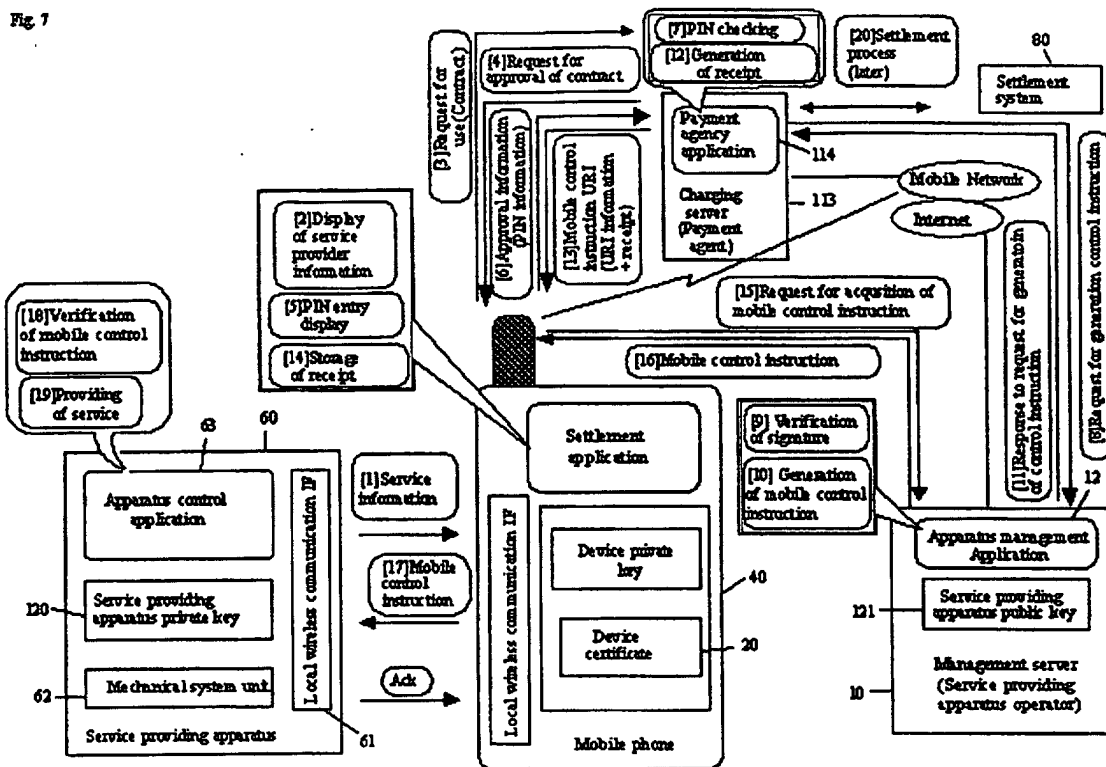 Fig. 7
[3]Request for
use(Contract)
[4]Request for
approval of contract
[7]PIN checking
[12]Generation
of receipt
[20]Settlement
process
(later)
80
Settlement
system
[6]Approval information
(PIN information)
[13]Mobile control
instruction URI
(URI information
+ receipt)
Payment
agency
application
114
Charging
server
(Payment
agent)
113
Mobile Network
Internet
[2]Display
of service
provider
information
[5]PIN entry
display
[14]Storage
of receipt
[15]Request for acqusition of
mobile control instruction
[16]Mobile control instruction
[11]Response to request for
of control instruction
[8]Request for generation control instruction
[18]Verification
of mobile control
instruction
[19]Providing
of service
63
60
Settlement
application
[9] Verification
of signature
[10] Generation
of mobile control
instruction
12
Apparatus control
application
Local wireless communication IF
[1]Service
information
Local wireless communication IF
Apparatus management
Application
120
Service providing
apparatus private key
[17]Mobile
control
instruction
Device private
key
40
121
Service providing
apparatus public key
62
Mechanical system unit
Ack
Device
certificate
20
10
Management server
(Service providing
apparatus operator)
Service providing apparatus
61
Mobile phone